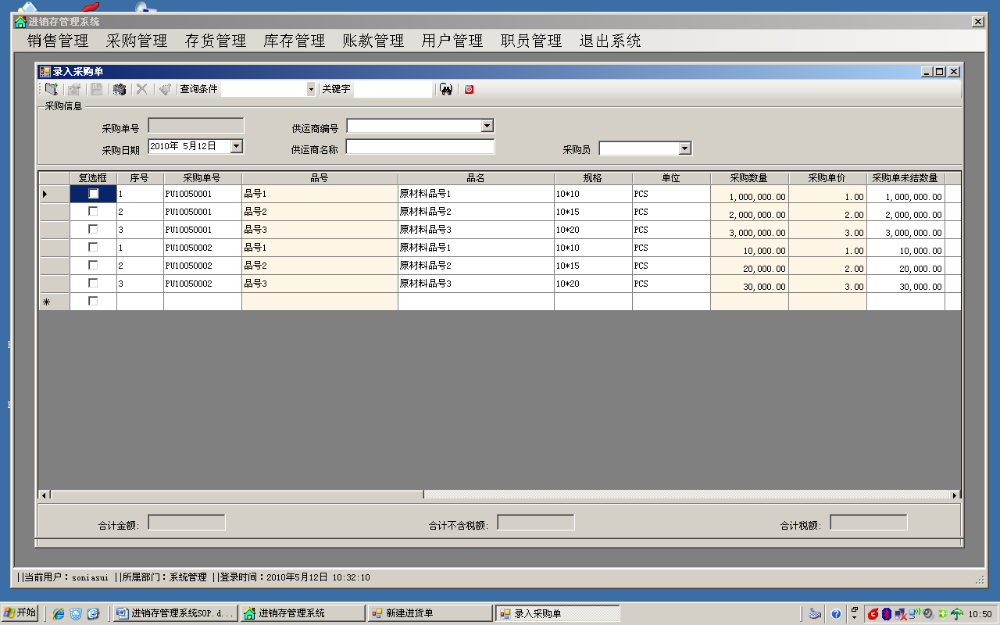 进销存管理系统
销售管理 采购管理 存货管理 库存管理 账款管理 用户管理 职员管理 退出系统
录入采购单
查询条件 关键字
采购信息
采购单号 供运商编号
采购日期 2010年 5月12日 供运商名称 采购员
复选框 序号 采购单号 品号 品名 规格 单位 采购数量 采购单价 采购单未结数量
1 PU10050001 品号1 原材料品号1 10*10 PCS 1,000,000.00 1.00 1,000,000.00
2 PU10050001 品号2 原材料品号2 10*15 PCS 2,000,000.00 2.00 2,000,000.00
3 PU10050001 品号3 原材料品号3 10*20 PCS 3,000,000.00 3.00 3,000,000.00
1 PU10050002 品号1 原材料品号1 10*10 PCS 10,000.00 1.00 10,000.00
2 PU10050002 品号2 原材料品号2 10*15 PCS 20,000.00 2.00 20,000.00
3 PU10050002 品号3 原材料品号3 10*20 PCS 30,000.00 3.00 30,000.00
合计金额: 合计不含税额: 合计税额:
||当前用户：soniasui ||所属部门：系统管理 ||登录时间：2010年5月12日 10:32:10
开始 进销存管理系统SOP.d... 进销存管理系统 新建进货单 录入采购单 10:50